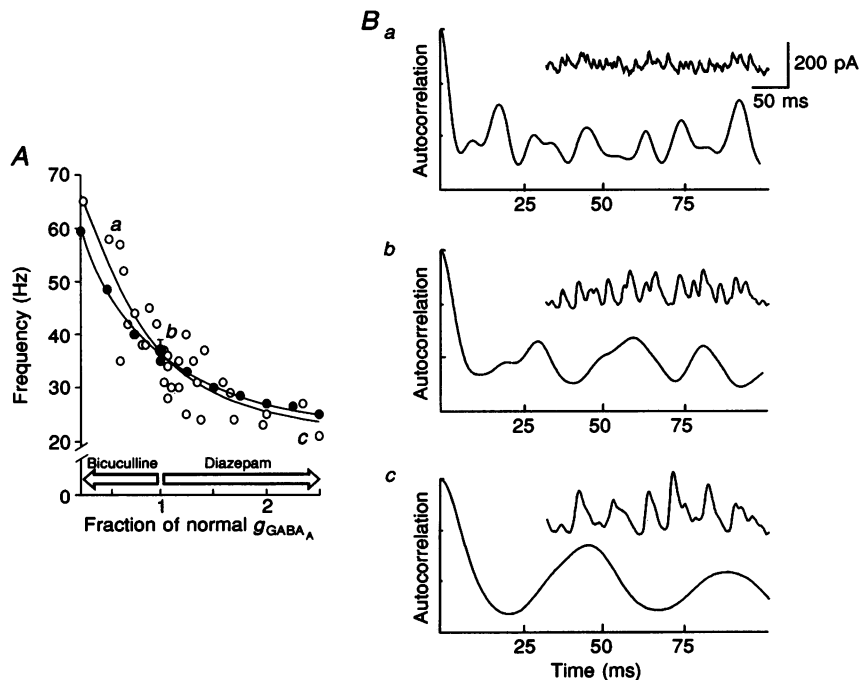 A
70
60
50
40
30
20
0
Frequency (Hz)
a
b
c
Bicuculline
Diazepam
1
2
Fraction of normal gGABAA
B
a
Autocorrelation
200 pA
50 ms
25
50
75
b
Autocorrelation
25
50
75
c
Autocorrelation
25
50
75
Time (ms)